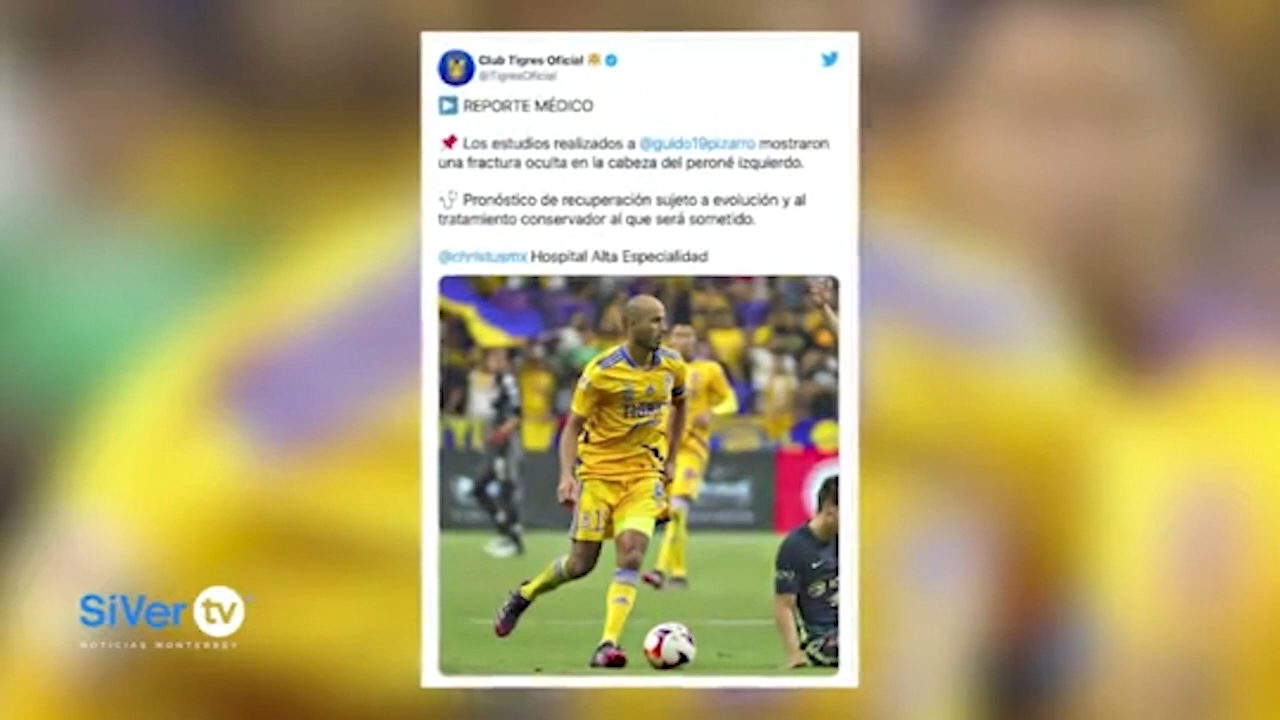 Club Tigres Oficial
@TigresOficial
REPORTE MÉDICO
Los estudios realizados a @guido19pizarro mostraron
una fractura oculta en la cabeza del peroné izquierdo.
Pronóstico de recuperación sujeto a evolución y al
tratamiento conservador al que será sometido.
@christusmx Hospital Alta Especialidad
SiVer tv
NOTICIAS MONTERREY